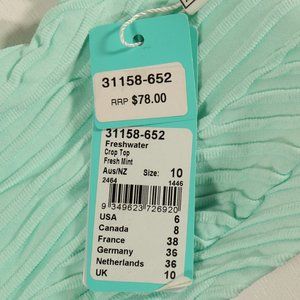 31158-652
RRP $78.00
31158-652
Freshwater
Crop Top
Fresh Mint
Aus/NZ Size: 10
2464 1446
9 349623 726920
USA 6
Canada 8
France 38
Germany 36
Netherlands 36
UK 10